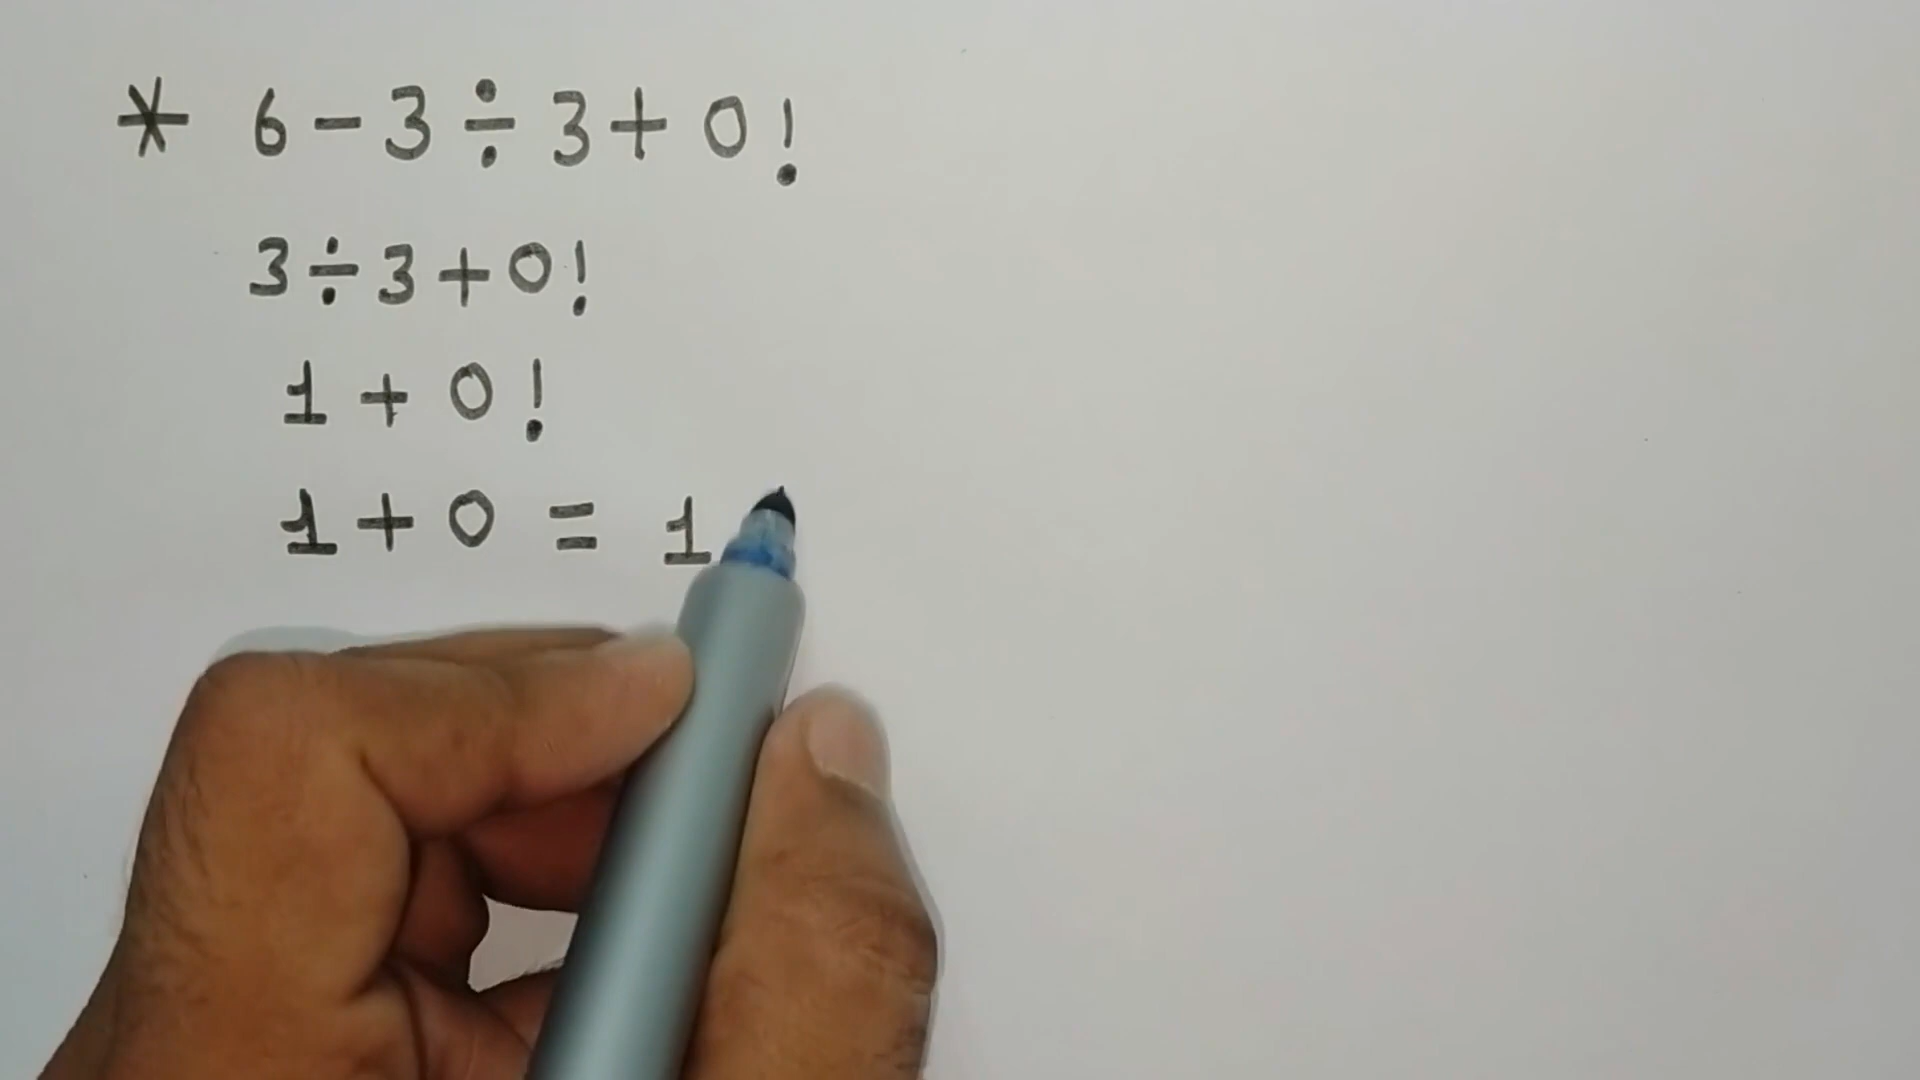 * 6 - 3 ÷ 3 + 0!
3 ÷ 3 + 0!
1 + 0!
1 + 0 = 1